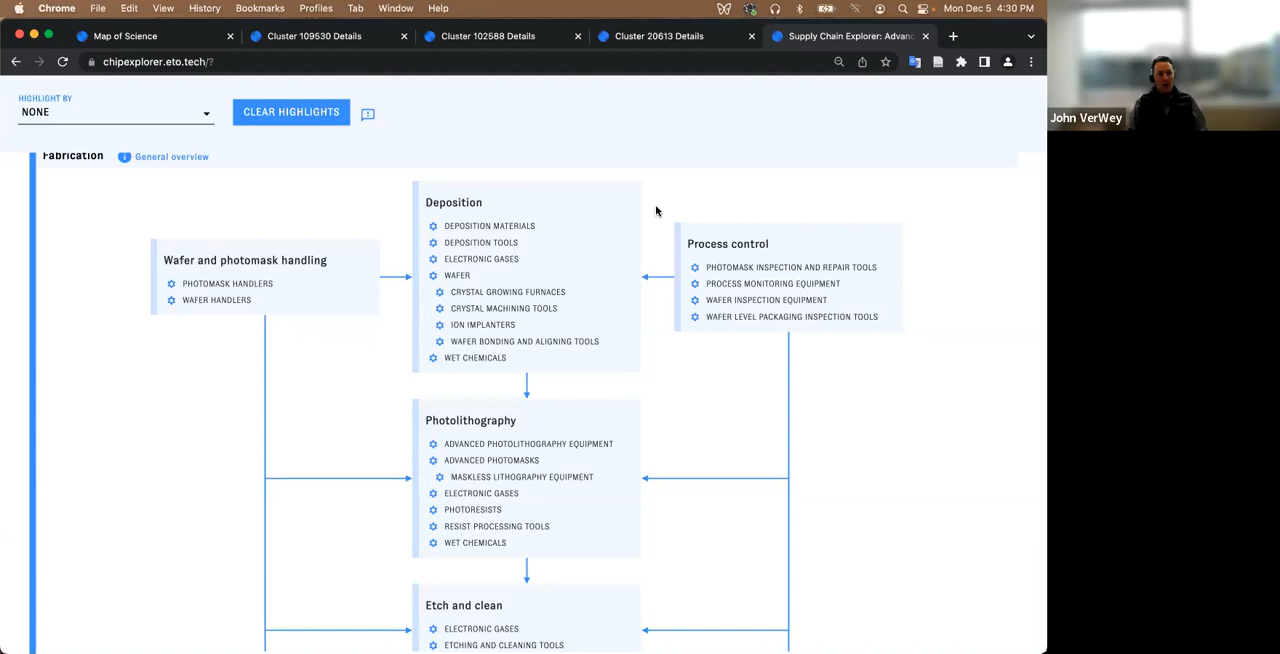 Chrome File Edit View History Bookmarks Profiles Tab Window Help Mon Dec 5 4:30 PM
Map of Science Cluster 109530 Details Cluster 102588 Details Cluster 20613 Details Supply Chain Explorer: Advanc
chipexplorer.eto.tech/?
HIGHLIGHT BY
NONE
CLEAR HIGHLIGHTS
John VerWey
Fabrication
General overview
Wafer and photomask handling
PHOTOMASK HANDLERS
WAFER HANDLERS
Deposition
DEPOSITION MATERIALS
DEPOSITION TOOLS
ELECTRONIC GASES
WAFER
CRYSTAL GROWING FURNACES
CRYSTAL MACHINING TOOLS
ION IMPLANTERS
WAFER BONDING AND ALIGNING TOOLS
WET CHEMICALS
Process control
PHOTOMASK INSPECTION AND REPAIR TOOLS
PROCESS MONITORING EQUIPMENT
WAFER INSPECTION EQUIPMENT
WAFER LEVEL PACKAGING INSPECTION TOOLS
Photolithography
ADVANCED PHOTOLITHOGRAPHY EQUIPMENT
ADVANCED PHOTOMASKS
MASKLESS LITHOGRAPHY EQUIPMENT
ELECTRONIC GASES
PHOTORESISTS
RESIST PROCESSING TOOLS
WET CHEMICALS
Etch and clean
ELECTRONIC GASES
ETCHING AND CLEANING TOOLS